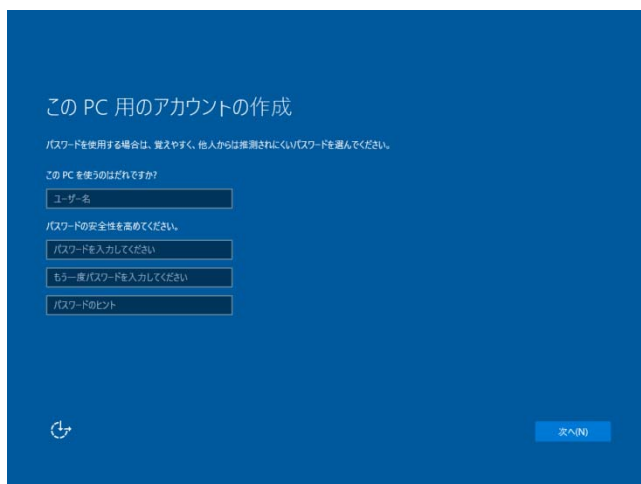 この PC 用のアカウントの作成
パスワードを使用する場合は、覚えやすく、他人からは推測されにくいパスワードを選んでください。
この PC を使うのはだれですか?
ユーザー名
パスワードの安全性を高めてください。
パスワードを入力してください
もう一度パスワードを入力してください
パスワードのヒント
次へ(N)